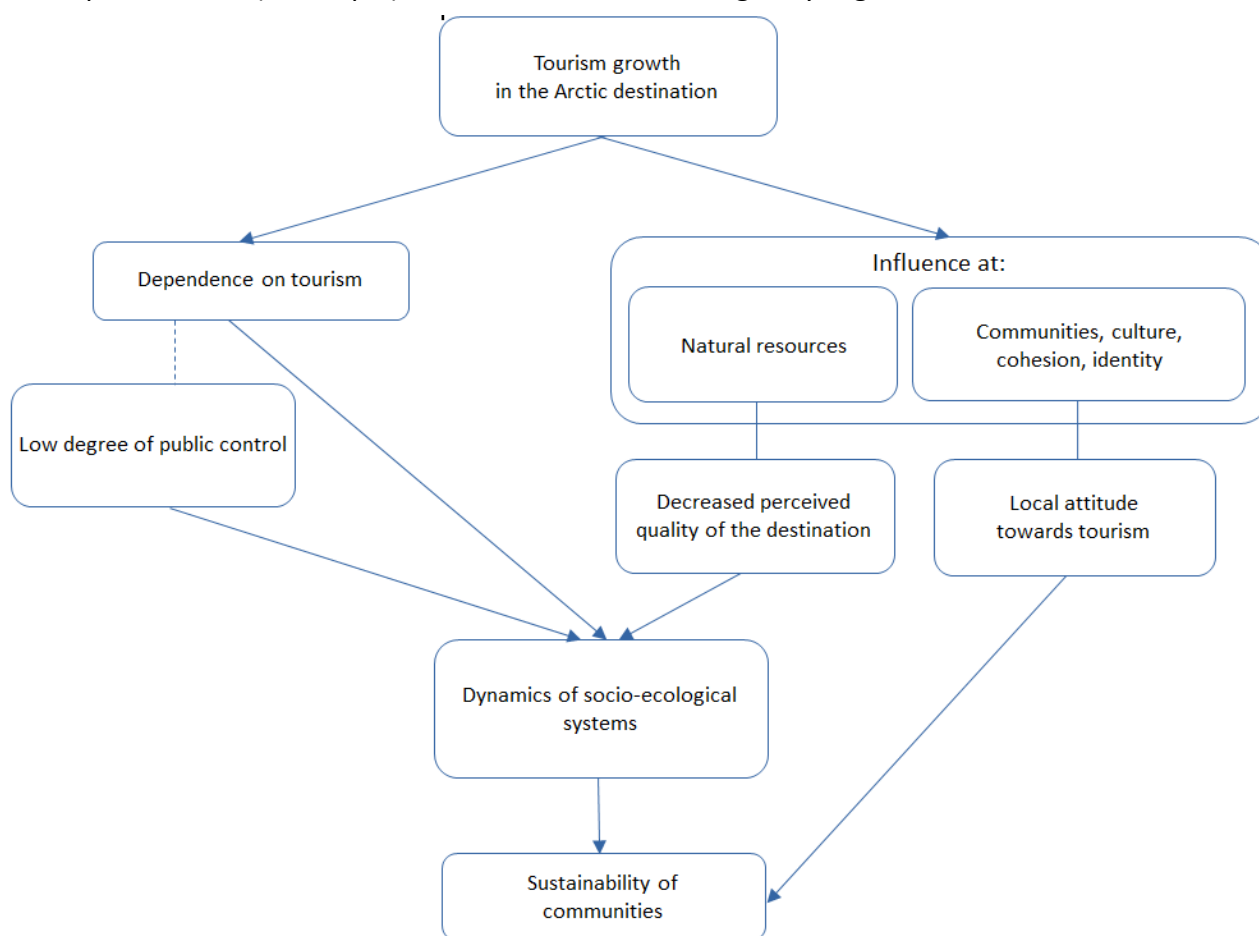 Tourism growth
in the Arctic destination
Dependence on tourism
Influence at:
Natural resources
Communities, culture,
cohesion, identity
Low degree of public control
Decreased perceived
quality of the destination
Local attitude
towards tourism
Dynamics of socio-ecological
systems
Sustainability of
communities